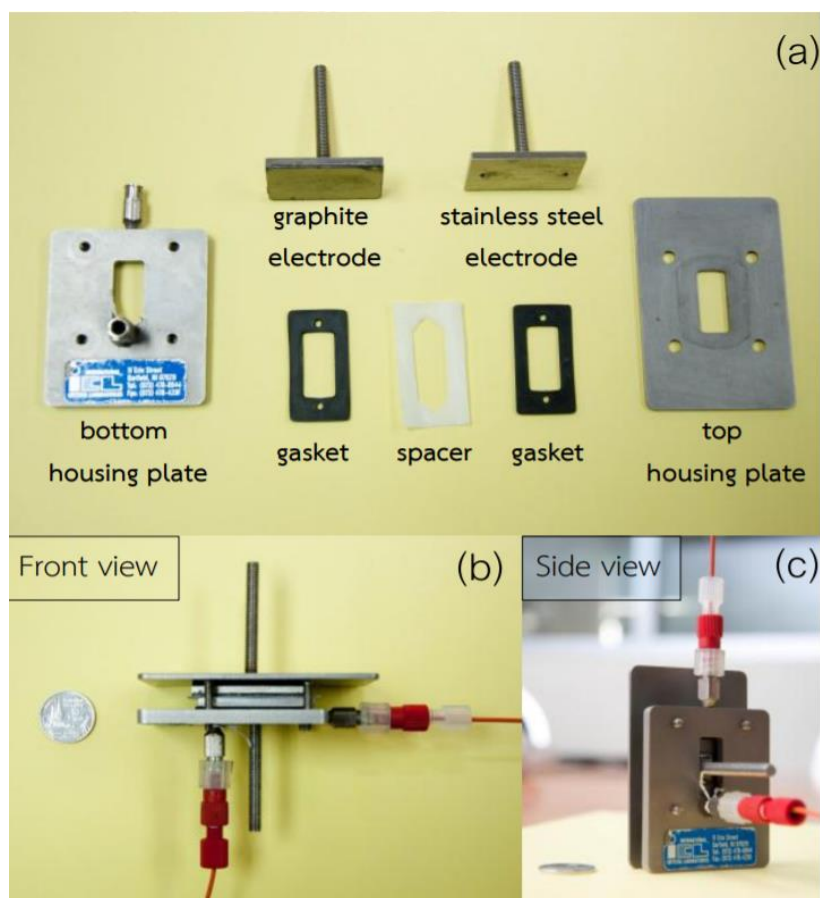 (a)
graphite
electrode
stainless steel
electrode
bottom
housing plate
gasket
spacer
gasket
top
housing plate
Front view
(b)
Side view
(c)